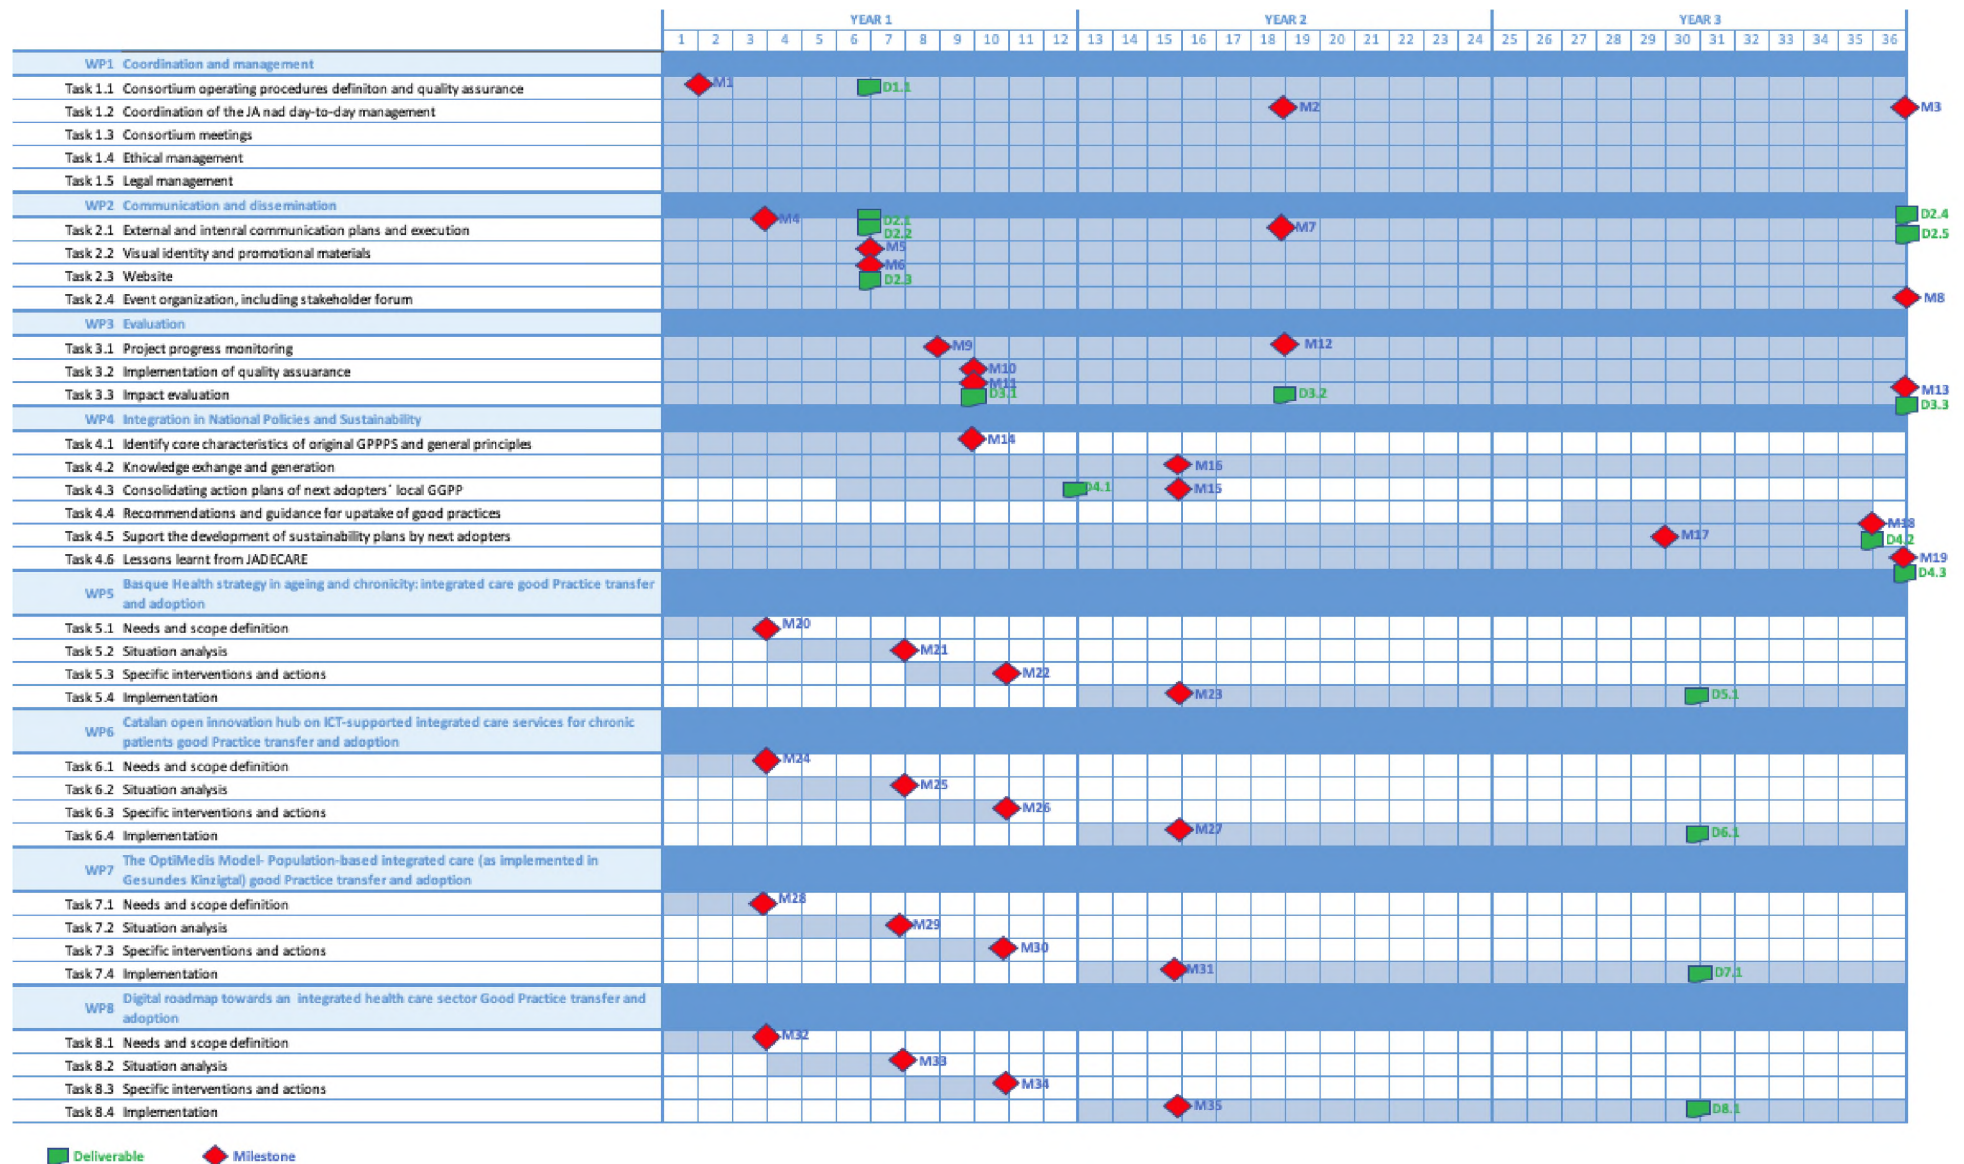 YEAR 1 YEAR 2 YEAR 3
1 2 3 4 5 6 7 8 9 10 11 12 13 14 15 16 17 18 19 20 21 22 23 24 25 26 27 28 29 30 31 32 33 34 35 36
WP1 Coordination and management
Task 1.1 Consortium operating procedures definiton and quality assurance M1 D1.1
Task 1.2 Coordination of the JA nad day-to-day management M2 M3
Task 1.3 Consortium meetings
Task 1.4 Ethical management
Task 1.5 Legal management
WP2 Communication and dissemination
M4 D2.1 D2.4
Task 2.1 External and intenral communication plans and execution D2.2 M7 D2.5
Task 2.2 Visual identity and promotional materials M5
M6
Task 2.3 Website D2.3
Task 2.4 Event organization, including stakeholder forum M8
WP3 Evaluation
Task 3.1 Project progress monitoring M9 M12
Task 3.2 Implementation of quality assuarance M10
M11 M13
Task 3.3 Impact evaluation D3.1 D3.2 D3.3
WP4 Integration in National Policies and Sustainability
Task 4.1 Identify core characteristics of original GPPPS and general principles M14
Task 4.2 Knowledge exhange and generation M16
Task 4.3 Consolidating action plans of next adopters´ local GGPP D4.1 M15
Task 4.4 Recommendations and guidance for upatake of good practices M18
Task 4.5 Suport the development of sustainability plans by next adopters M17 D4.2
Task 4.6 Lessons learnt from JADECARE M19
D4.3
WP5 Basque Health strategy in ageing and chronicity: integrated care good Practice transfer
and adoption
Task 5.1 Needs and scope definition M20
Task 5.2 Situation analysis M21
Task 5.3 Specific interventions and actions M22
Task 5.4 Implementation M23 D5.1
WP6 Catalan open innovation hub on ICT-supported integrated care services for chronic
patients good Practice transfer and adoption
Task 6.1 Needs and scope definition M24
Task 6.2 Situation analysis M25
Task 6.3 Specific interventions and actions M26
Task 6.4 Implementation M27 D6.1
WP7 The OptiMedis Model- Population-based integrated care (as implemented in
Gesundes Kinzigtal) good Practice transfer and adoption
Task 7.1 Needs and scope definition M28
Task 7.2 Situation analysis M29
Task 7.3 Specific interventions and actions M30
Task 7.4 Implementation M31 D7.1
WP8 Digital roadmap towards an integrated health care sector Good Practice transfer and
adoption
Task 8.1 Needs and scope definition M32
Task 8.2 Situation analysis M33
Task 8.3 Specific interventions and actions M34
Task 8.4 Implementation M35 D8.1
Deliverable Milestone